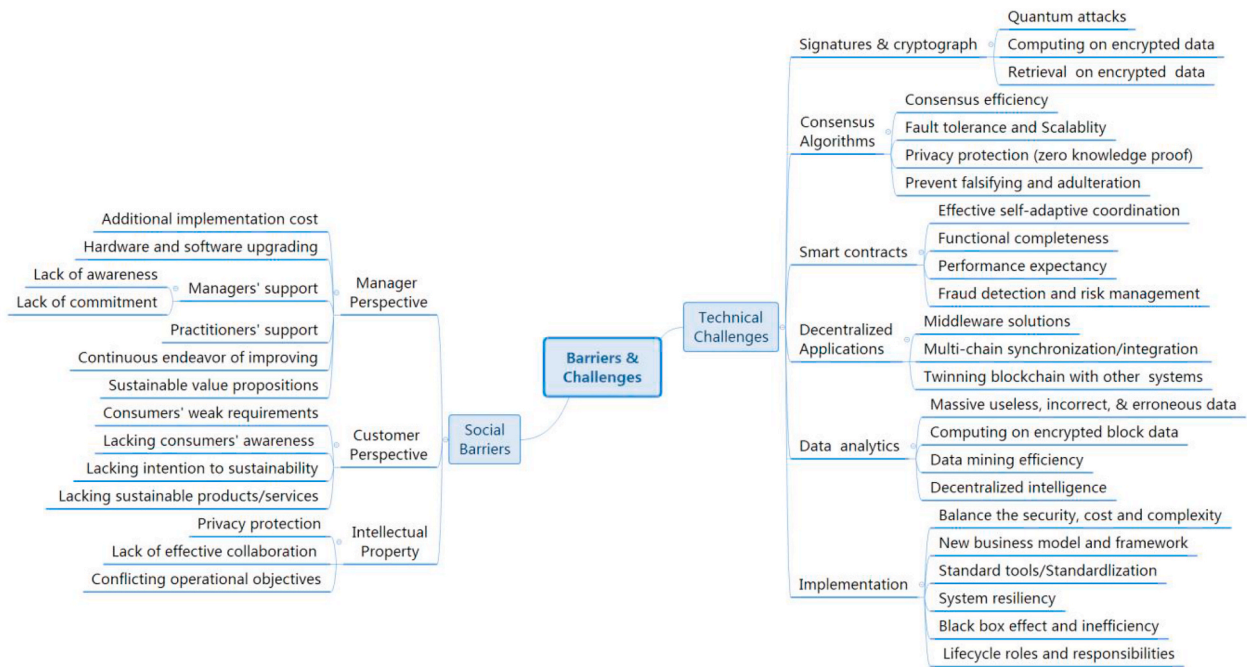 Barriers &
Challenges
Technical
Challenges
Signatures & cryptograph
Quantum attacks
Computing on encrypted data
Retrieval on encrypted data
Consensus
Algorithms
Consensus efficiency
Fault tolerance and Scalablity
Privacy protection (zero knowledge proof)
Prevent falsifying and adulteration
Smart contracts
Effective self-adaptive coordination
Functional completeness
Performance expectancy
Fraud detection and risk management
Decentralized
Applications
Middleware solutions
Multi-chain synchronization/integration
Twinning blockchain with other systems
Data analytics
Massive useless, incorrect, & erroneous data
Computing on encrypted block data
Data mining efficiency
Decentralized intelligence
Implementation
Balance the security, cost and complexity
New business model and framework
Standard tools/Standardlization
System resiliency
Black box effect and inefficiency
Lifecycle roles and responsibilities
Social
Barriers
Manager
Perspective
Additional implementation cost
Hardware and software upgrading
Managers' support
Lack of awareness
Lack of commitment
Practitioners' support
Continuous endeavor of improving
Sustainable value propositions
Customer
Perspective
Consumers' weak requirements
Lacking consumers' awareness
Lacking intention to sustainability
Lacking sustainable products/services
Intellectual
Property
Privacy protection
Lack of effective collaboration
Conflicting operational objectives